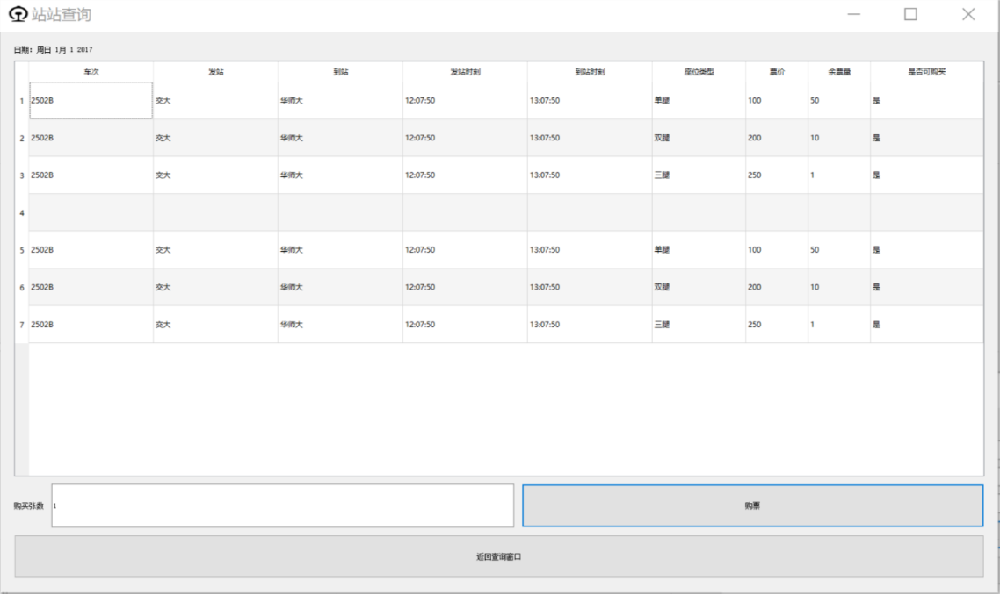 站站查询
日期: 周日 1月 1 2017
车次 发站 到站 发站时刻 到站时刻 座位类型 票价 余票量 是否可购买
1 2502B 交大 华师大 12:07:50 13:07:50 单腿 100 50 是
2 2502B 交大 华师大 12:07:50 13:07:50 双腿 200 10 是
3 2502B 交大 华师大 12:07:50 13:07:50 三腿 250 1 是
4
5 2502B 交大 华师大 12:07:50 13:07:50 单腿 100 50 是
6 2502B 交大 华师大 12:07:50 13:07:50 双腿 200 10 是
7 2502B 交大 华师大 12:07:50 13:07:50 三腿 250 1 是
购买张数 1 购票
返回查询窗口